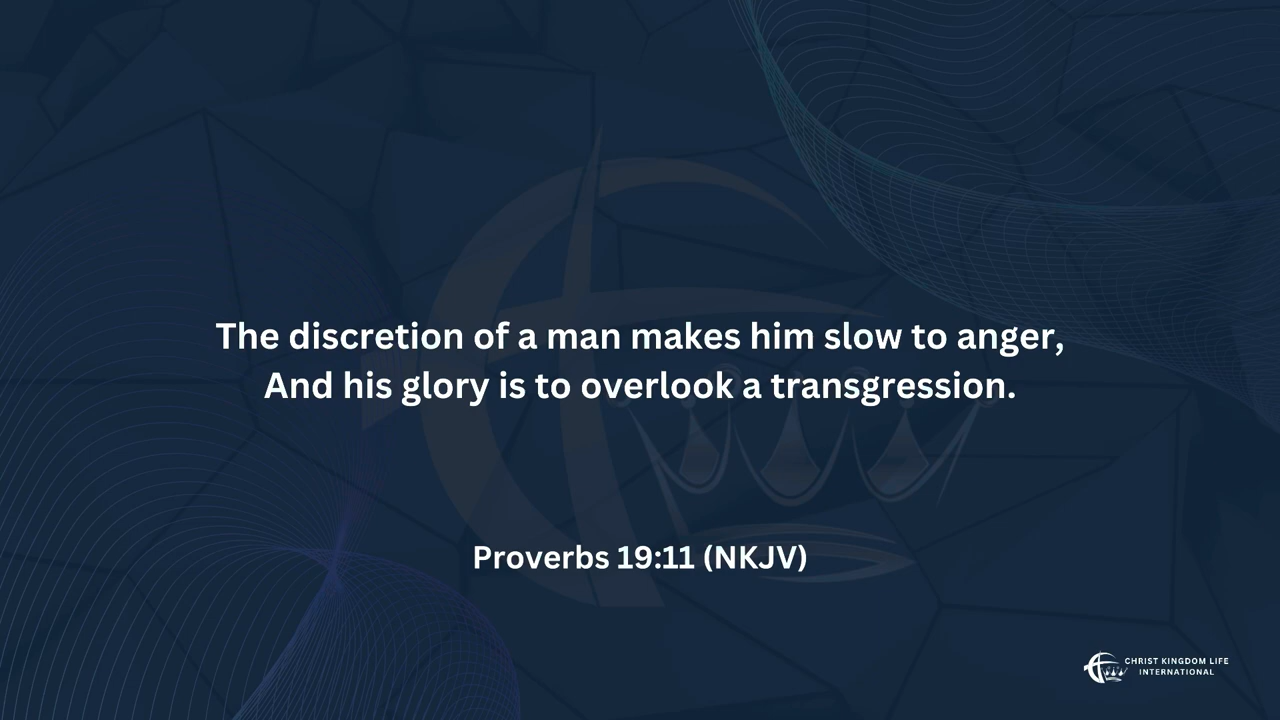 The discretion of a man makes him slow to anger,
And his glory is to overlook a transgression.
Proverbs 19:11 (NKJV)
CHRIST KINGDOM LIFE
INTERNATIONAL